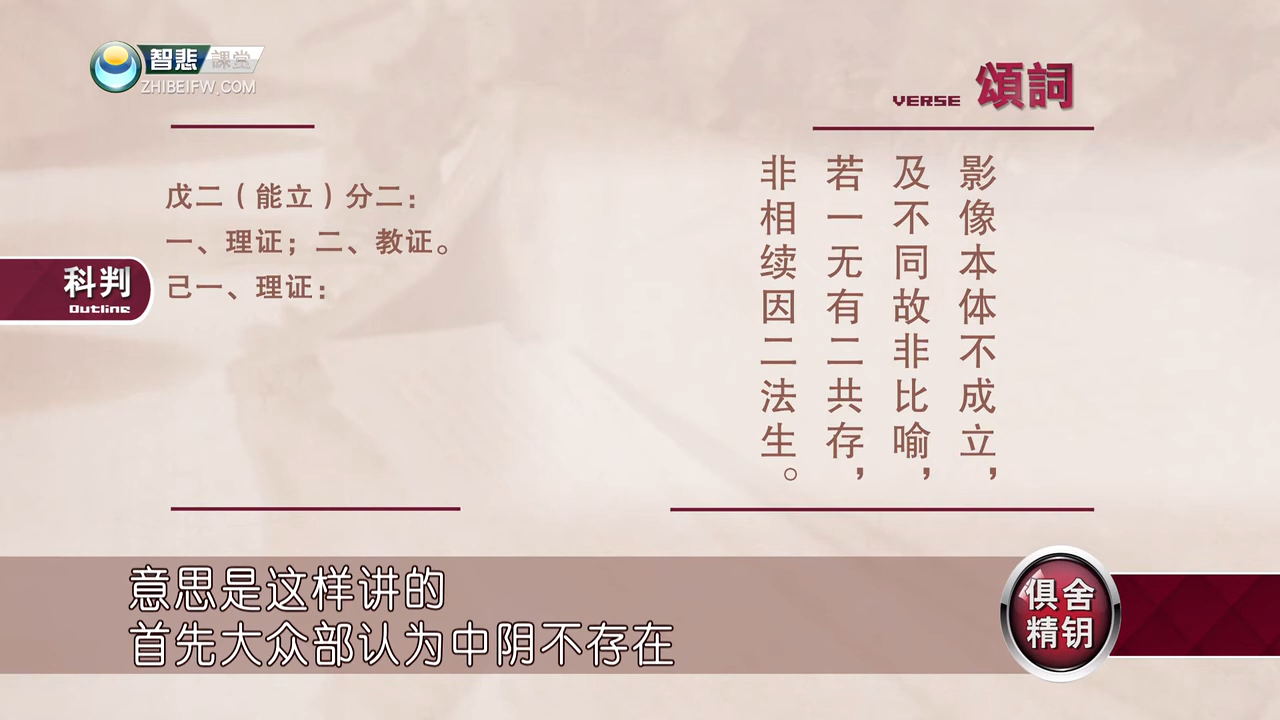 智悲課堂
ZHIBEIFW.COM
VERSE 頌詞
影像本体不成立，
及不同故非比喻，
若一无有二共存，
非相续因二法生。
科判
Outline
戊二（能立）分二：
一、理证；二、教证。
己一、理证：
意思是这样讲的
首先大众部认为中阴不存在
俱舍
精钥